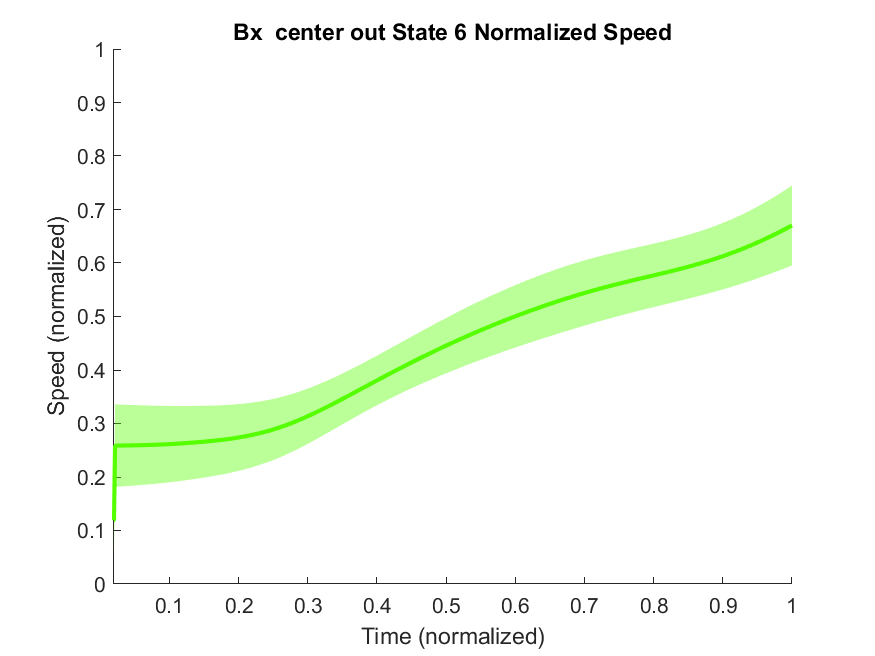 Bx  center out State 6 Normalized Speed
1
0.9
0.8
0.7
0.6
0.5
0.4
0.3
0.2
0.1
0
Speed (normalized)
0.1 0.2 0.3 0.4 0.5 0.6 0.7 0.8 0.9 1
Time (normalized)